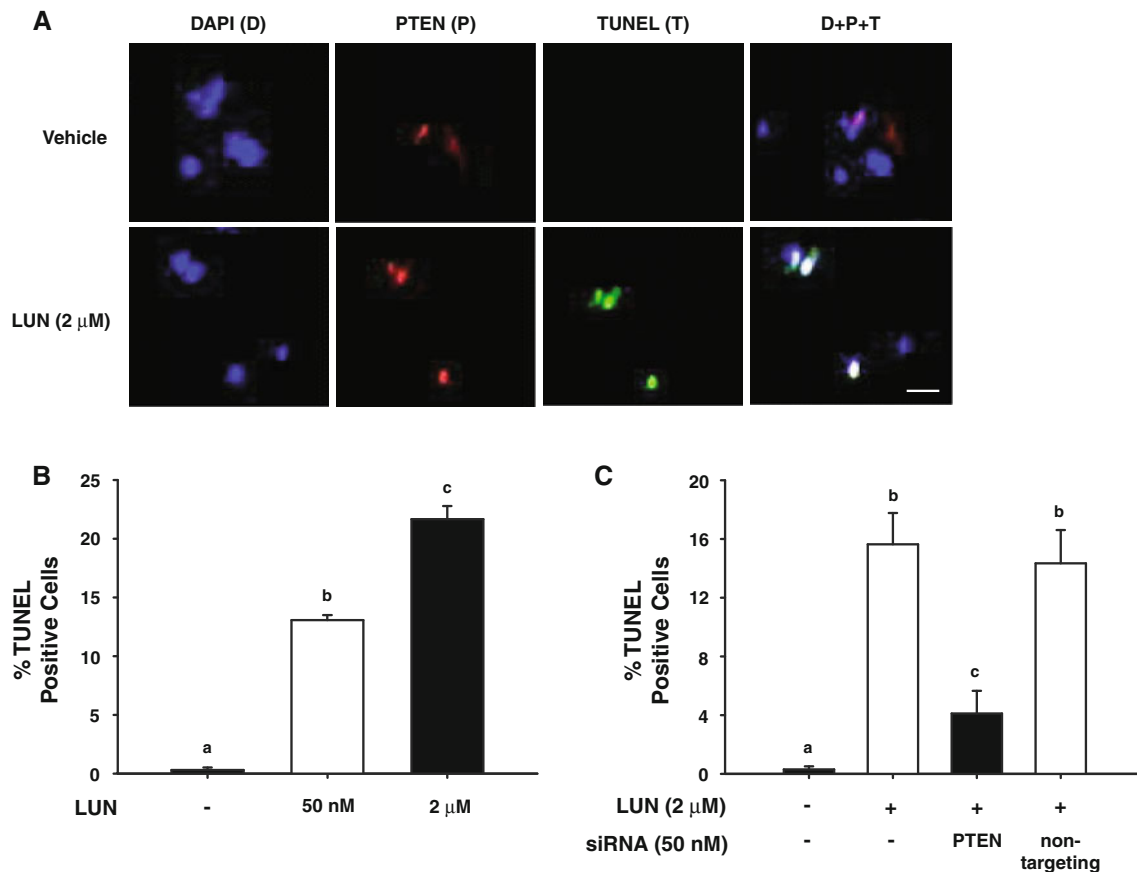 A
DAPI (D) PTEN (P) TUNEL (T) D+P+T
Vehicle
LUN (2 μM)
B
25
20
15
10
5
0
% TUNEL
Positive Cells
a
b
c
LUN - 50 nM 2 μM
C
20
16
12
8
4
0
% TUNEL
Positive Cells
a
b
c
b
LUN (2 μM) - + + +
siRNA (50 nM) - - PTEN non-
targeting